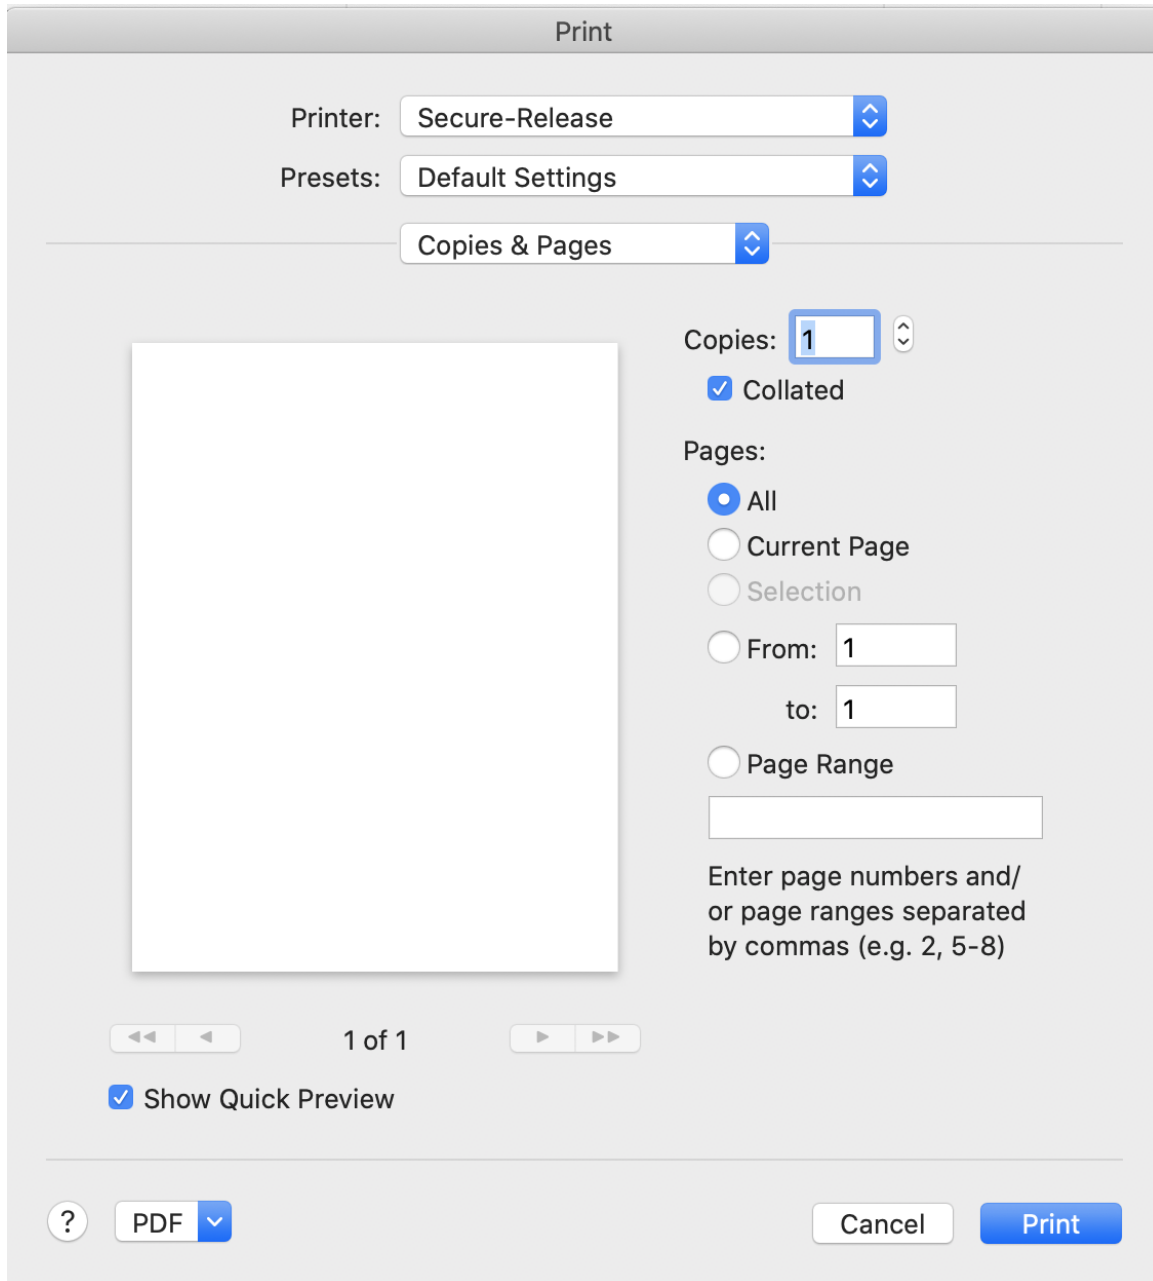 Print
Printer: Secure-Release
Presets: Default Settings
Copies & Pages
Copies: 1
Collated
Pages:
All
Current Page
Selection
From: 1
to: 1
Page Range
Enter page numbers and/
or page ranges separated
by commas (e.g. 2, 5-8)
1 of 1
Show Quick Preview
? PDF Cancel Print